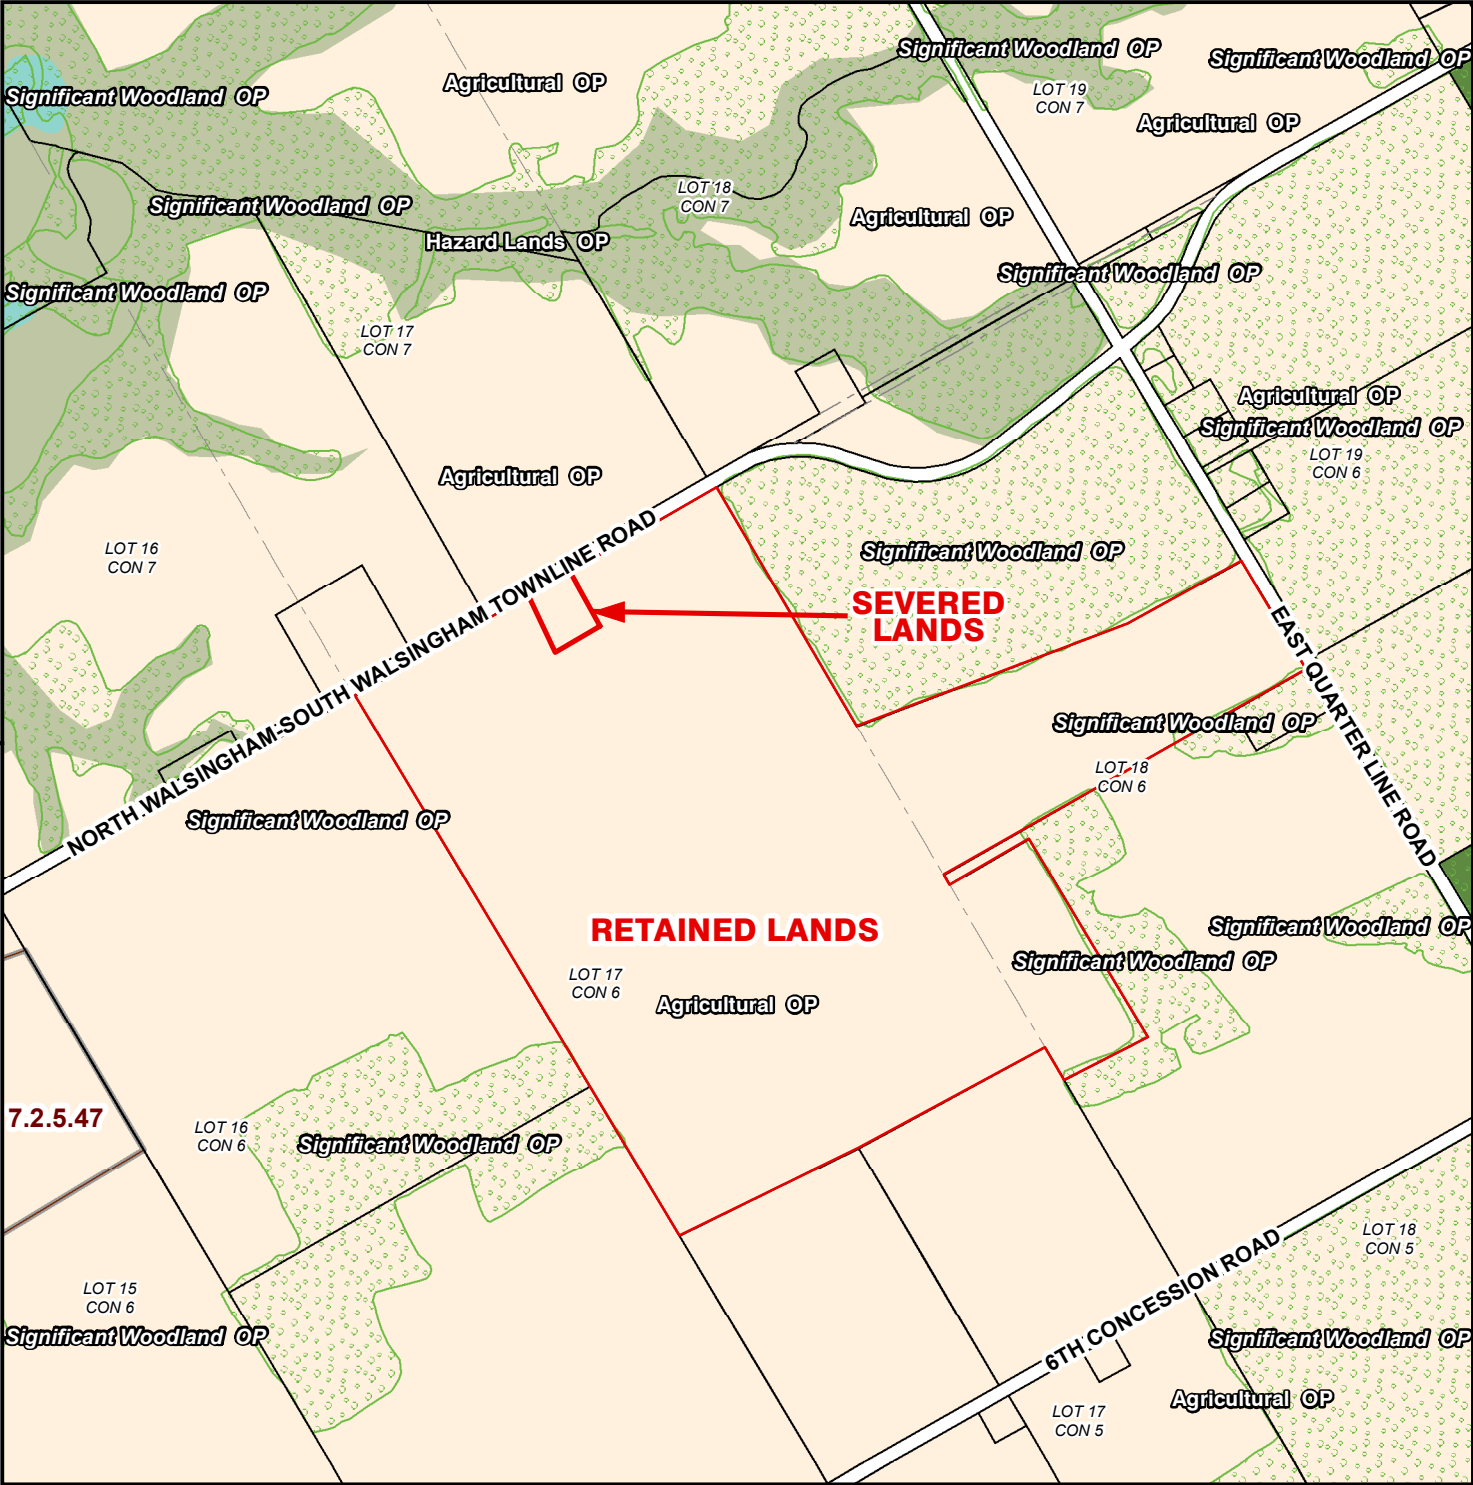 Significant Woodland OP
Significant Woodland OP
Agricultural OP
Significant Woodland OP
LOT 19
CON 7
Agricultural OP
LOT 18
CON 7
Significant Woodland OP
Agricultural OP
Hazard Lands OP
Significant Woodland OP
Significant Woodland OP
LOT 17
CON 7
Agricultural OP
Significant Woodland OP
LOT 19
CON 6
Agricultural OP
NORTH WALSINGHAM-SOUTH WALSINGHAM TOWNLINE ROAD
LOT 16
CON 7
Significant Woodland OP
SEVERED
LANDS
EAST QUARTER LINE ROAD
Significant Woodland OP
LOT 18
CON 6
Significant Woodland OP
RETAINED LANDS
Significant Woodland OP
Significant Woodland OP
LOT 17
CON 6
Agricultural OP
7.2.5.47
LOT 16
CON 6
Significant Woodland OP
6TH CONCESSION ROAD
LOT 18
CON 5
LOT 15
CON 6
Significant Woodland OP
Significant Woodland OP
Agricultural OP
LOT 17
CON 5